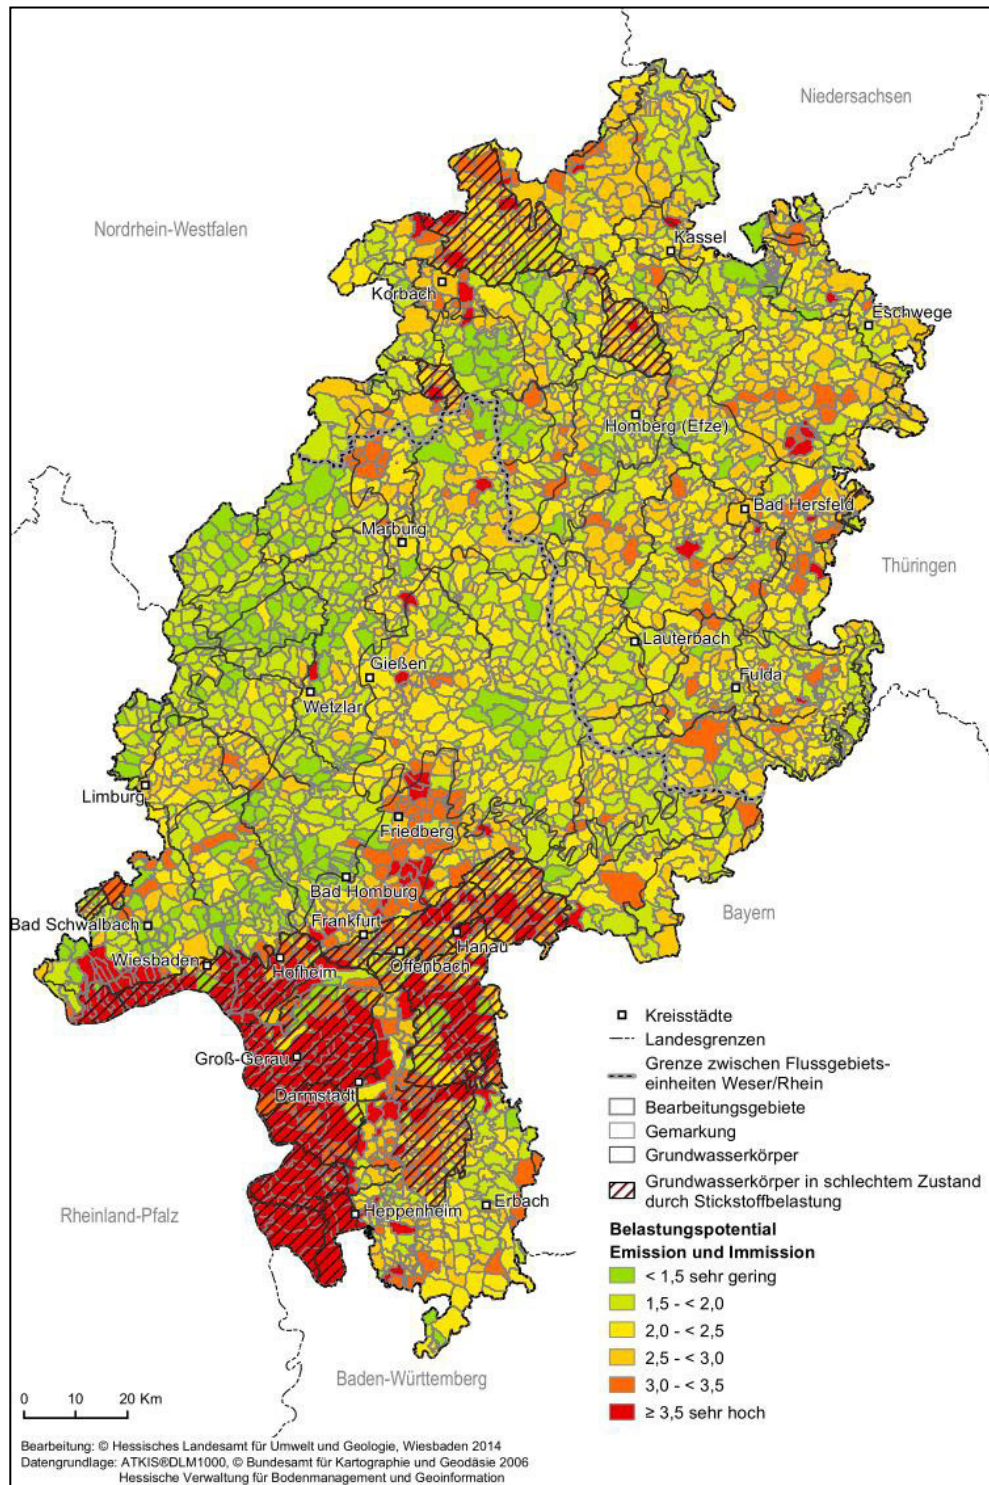 Niedersachsen
Nordrhein-Westfalen
Kassel
Korbach
Eschwege
Homberg (Efze)
Bad Hersfeld
Marburg
Thüringen
Lauterbach
Gießen
Fulda
Wetzlar
Limburg
Friedberg
Bad Homburg
Bayern
Frankfurt
Bad Schwalbach
Hanau
Wiesbaden
Hofheim
Offenbach
Groß-Gerau
Darmstadt
Rheinland-Pfalz
Heppenheim
Erbach
Baden-Württemberg
Kreisstädte
Landesgrenzen
Grenze zwischen Flussgebiets-
einheiten Weser/Rhein
Bearbeitungsgebiete
Gemarkung
Grundwasserkörper
Grundwasserkörper in schlechtem Zustand
durch Stickstoffbelastung
Belastungspotential
Emission und Immission
< 1,5 sehr gering
1,5 - < 2,0
2,0 - < 2,5
2,5 - < 3,0
3,0 - < 3,5
≥ 3,5 sehr hoch
0 10 20 Km
Bearbeitung: © Hessisches Landesamt für Umwelt und Geologie, Wiesbaden 2014
Datengrundlage: ATKIS®DLM1000, © Bundesamt für Kartographie und Geodäsie 2006
Hessische Verwaltung für Bodenmanagement und Geoinformation